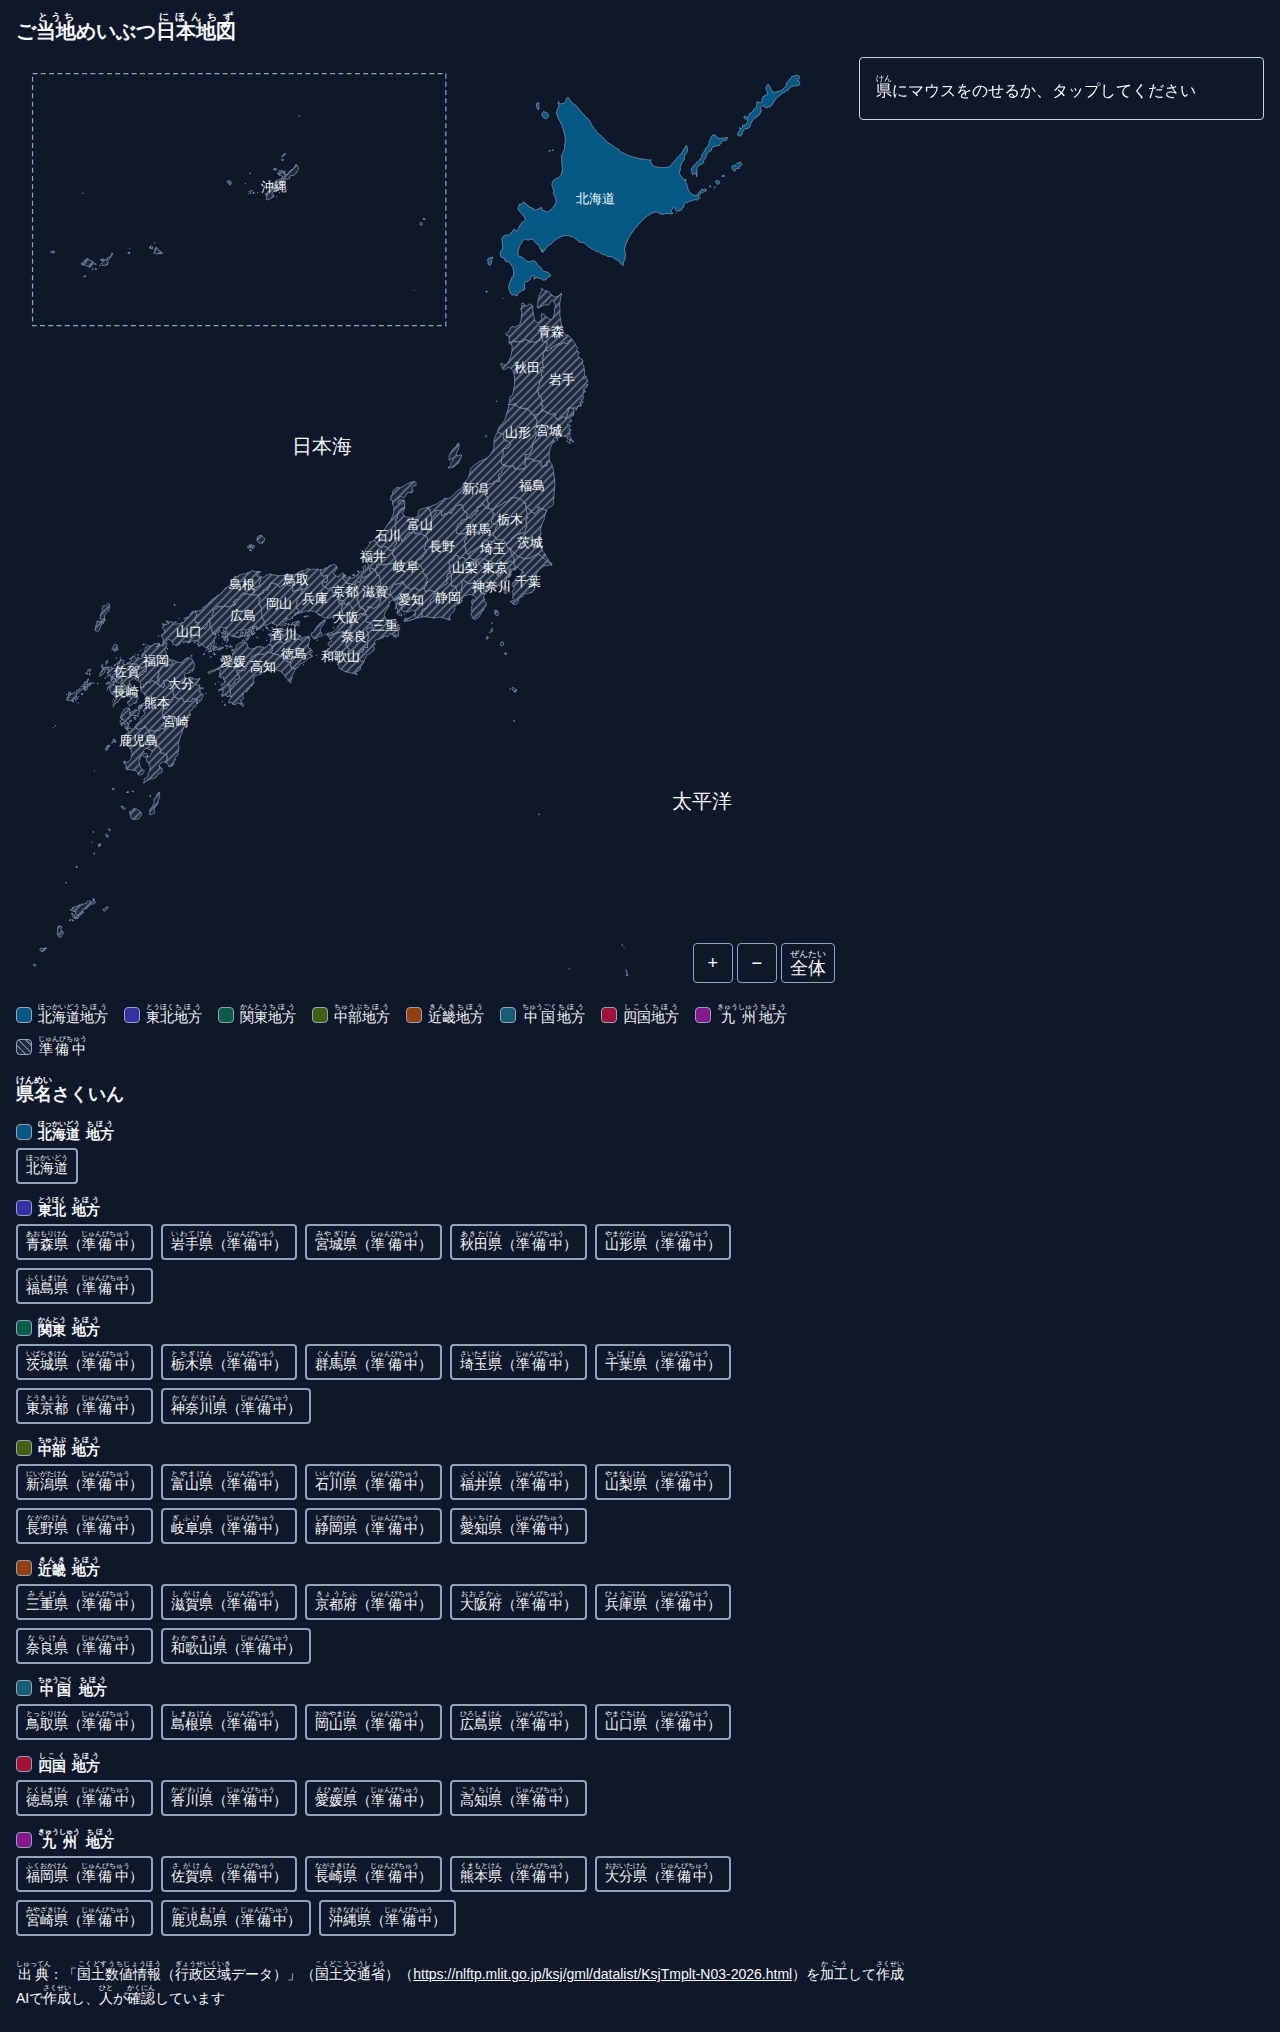 ご当地めいぶつ日本地図
県にマウスをのせるか、タップしてください
沖縄
北海道
青森
秋田
岩手
山形
宮城
日本海
新潟
福島
石川
富山
群馬
栃木
福井
長野
埼玉
茨城
岐阜
山梨
東京
島根
鳥取
兵庫
京都
滋賀
愛知
静岡
神奈川
千葉
岡山
広島
山口
香川
大阪
奈良
三重
徳島
和歌山
愛媛
高知
福岡
佐賀
長崎
大分
熊本
宮崎
鹿児島
太平洋
+
−
全体
北海道地方
東北地方
関東地方
中部地方
近畿地方
中国地方
四国地方
九州地方
準備中
県名さくいん
北海道 地方
北海道
東北 地方
青森県（準備中） 岩手県（準備中） 宮城県（準備中） 秋田県（準備中） 山形県（準備中）
福島県（準備中）
関東 地方
茨城県（準備中） 栃木県（準備中） 群馬県（準備中） 埼玉県（準備中） 千葉県（準備中）
東京都（準備中） 神奈川県（準備中）
中部 地方
新潟県（準備中） 富山県（準備中） 石川県（準備中） 福井県（準備中） 山梨県（準備中）
長野県（準備中） 岐阜県（準備中） 静岡県（準備中） 愛知県（準備中）
近畿 地方
三重県（準備中） 滋賀県（準備中） 京都府（準備中） 大阪府（準備中） 兵庫県（準備中）
奈良県（準備中） 和歌山県（準備中）
中国 地方
鳥取県（準備中） 島根県（準備中） 岡山県（準備中） 広島県（準備中） 山口県（準備中）
四国 地方
徳島県（準備中） 香川県（準備中） 愛媛県（準備中） 高知県（準備中）
九州 地方
福岡県（準備中） 佐賀県（準備中） 長崎県（準備中） 熊本県（準備中） 大分県（準備中）
宮崎県（準備中） 鹿児島県（準備中） 沖縄県（準備中）
出典：「国土数値情報（行政区域データ）」（国土交通省）（https://nlftp.mlit.go.jp/ksj/gml/datalist/KsjTmplt-N03-2026.html）を加工して作成
AIで作成し、人が確認しています